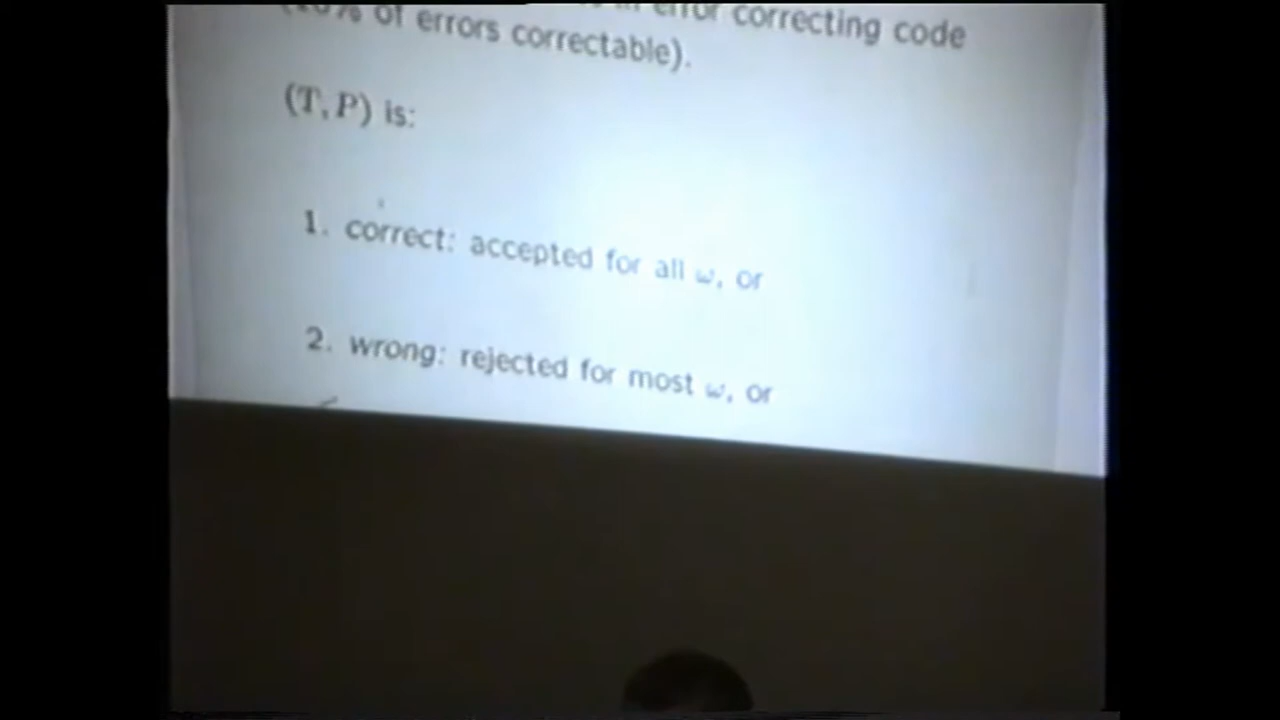 error correcting code
of errors correctable).
(T, P) is:
1. correct: accepted for all ω, or
2. wrong: rejected for most ω, or